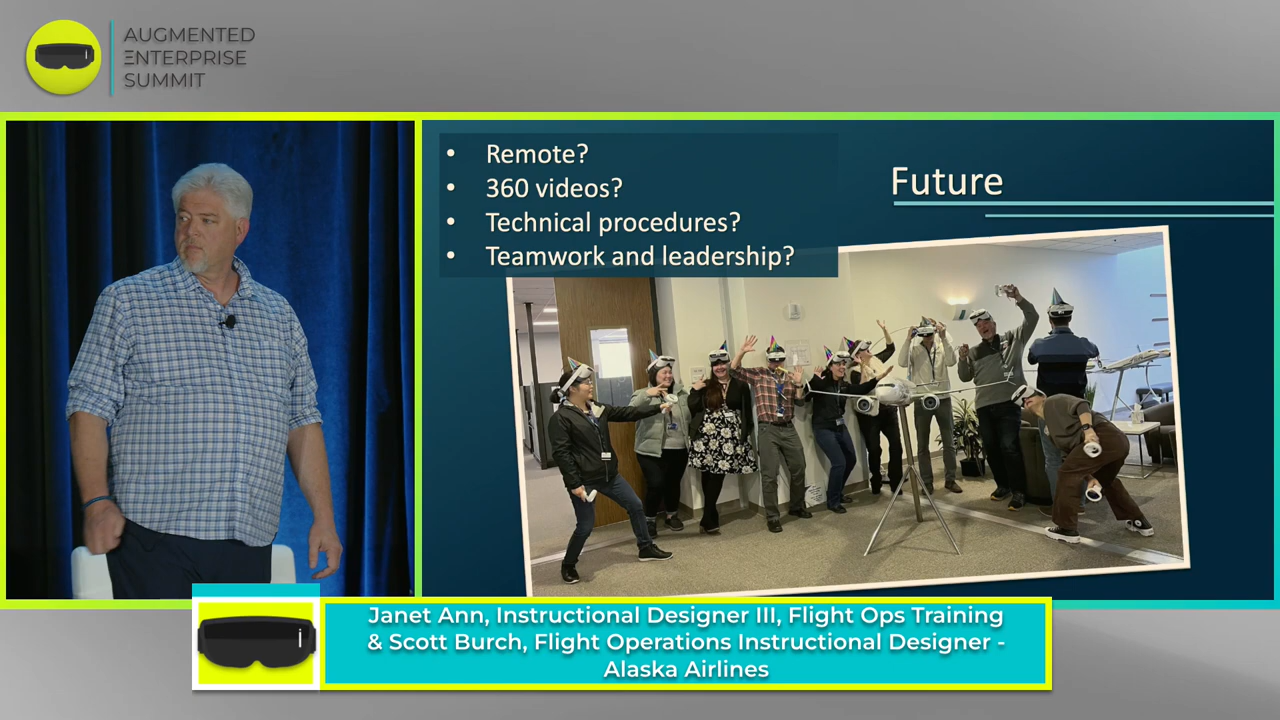 AUGMENTED
ENTERPRISE
SUMMIT
• Remote?
• 360 videos?
• Technical procedures?
• Teamwork and leadership?
Future
Janet Ann, Instructional Designer III, Flight Ops Training
& Scott Burch, Flight Operations Instructional Designer -
Alaska Airlines